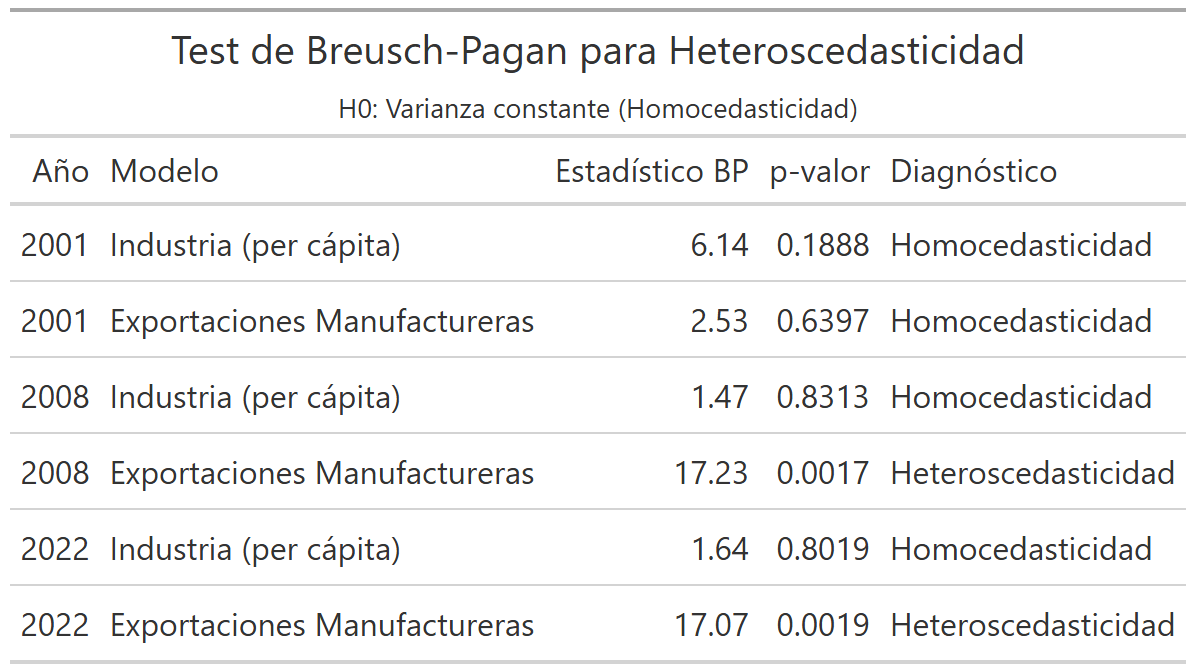 Test de Breusch-Pagan para Heteroscedasticidad
H0: Varianza constante (Homocedasticidad)
Año Modelo Estadístico BP p-valor Diagnóstico
2001 Industria (per cápita) 6.14 0.1888 Homocedasticidad
2001 Exportaciones Manufactureras 2.53 0.6397 Homocedasticidad
2008 Industria (per cápita) 1.47 0.8313 Homocedasticidad
2008 Exportaciones Manufactureras 17.23 0.0017 Heteroscedasticidad
2022 Industria (per cápita) 1.64 0.8019 Homocedasticidad
2022 Exportaciones Manufactureras 17.07 0.0019 Heteroscedasticidad